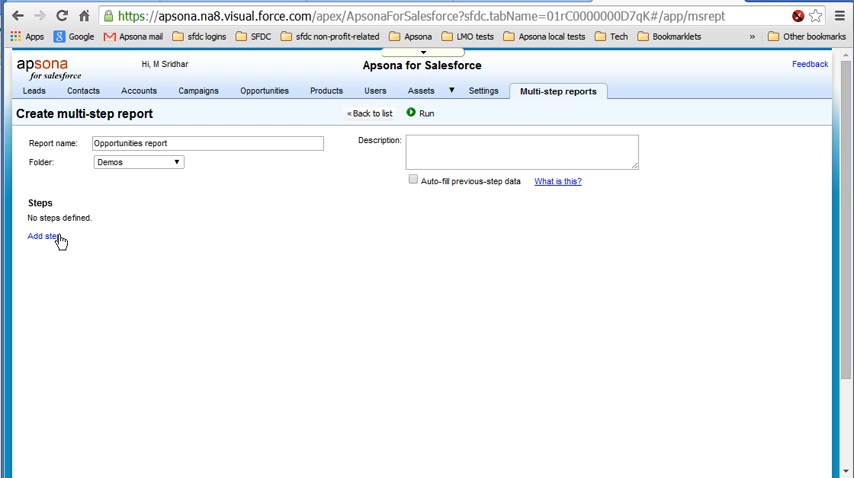 https://apsona.na8.visual.force.com/apex/ApsonaForSalesforce?sfdc.tabName=01rC0000000D7qK#/app/msrept
Apps Google Apsona mail sfdc logins SFDC sfdc non-profit-related Apsona LMO tests Apsona local tests Tech Bookmarklets » Other bookmarks
apsona
for salesforce
Hi, M Sridhar
Apsona for Salesforce
Feedback
Leads Contacts Accounts Campaigns Opportunities Products Users Assets Settings Multi-step reports
Create multi-step report
« Back to list
Run
Report name: Opportunities report
Description:
Folder: Demos
Auto-fill previous-step data What is this?
Steps
No steps defined.
Add step